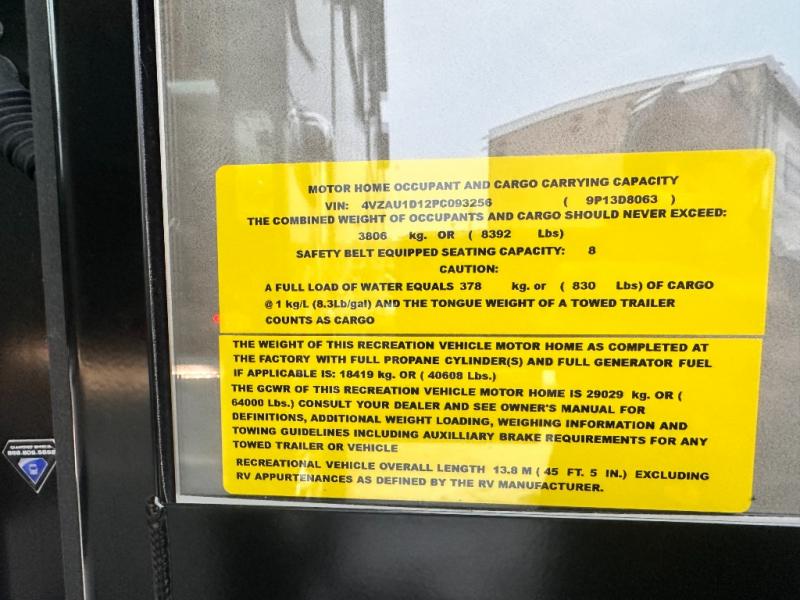 MOTOR HOME OCCUPANT AND CARGO CARRYING CAPACITY
VIN: 4VZAU1D12PC093256 ( 9P13D8063 )
THE COMBINED WEIGHT OF OCCUPANTS AND CARGO SHOULD NEVER EXCEED:
3806 kg. OR ( 8392 Lbs)
SAFETY BELT EQUIPPED SEATING CAPACITY: 8
CAUTION:
A FULL LOAD OF WATER EQUALS 378 kg. or ( 830 Lbs) OF CARGO
@ 1 kg/L (8.3Lb/gal) AND THE TONGUE WEIGHT OF A TOWED TRAILER
COUNTS AS CARGO
THE WEIGHT OF THIS RECREATION VEHICLE MOTOR HOME AS COMPLETED AT
THE FACTORY WITH FULL PROPANE CYLINDER(S) AND FULL GENERATOR FUEL
IF APPLICABLE IS: 18419 kg. OR ( 40608 Lbs.)
THE GCWR OF THIS RECREATION VEHICLE MOTOR HOME IS 29029 kg. OR (
64000 Lbs.) CONSULT YOUR DEALER AND SEE OWNER'S MANUAL FOR
DEFINITIONS, ADDITIONAL WEIGHT LOADING, WEIGHING INFORMATION AND
TOWING GUIDELINES INCLUDING AUXILLIARY BRAKE REQUIREMENTS FOR ANY
TOWED TRAILER OR VEHICLE
RECREATIONAL VEHICLE OVERALL LENGTH 13.8 M ( 45 FT. 5 IN.) EXCLUDING
RV APPURTENANCES AS DEFINED BY THE RV MANUFACTURER.